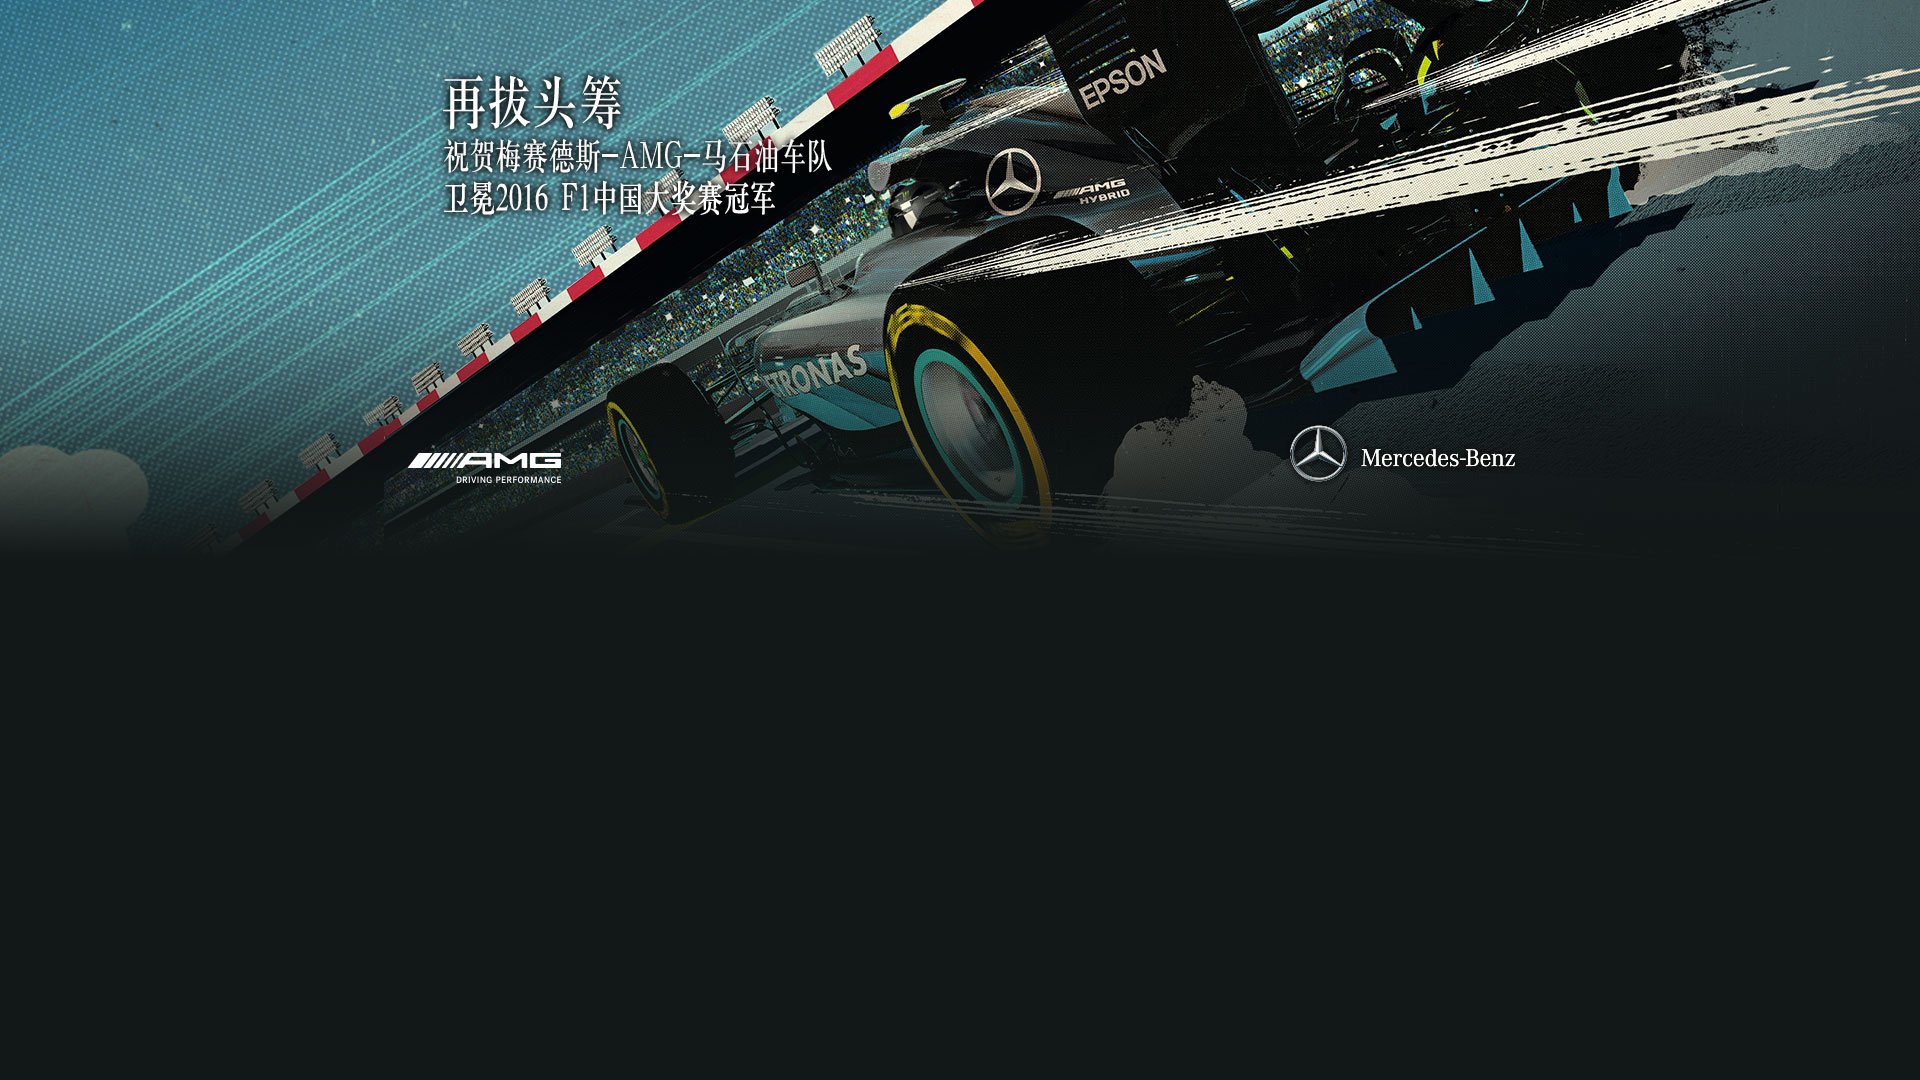 再拔头筹
祝贺梅赛德斯-AMG-马石油车队
卫冕2016 F1中国大奖赛冠军
EPSON
AMG
HYBRID
TRONAS
AMG
DRIVING PERFORMANCE
Mercedes-Benz